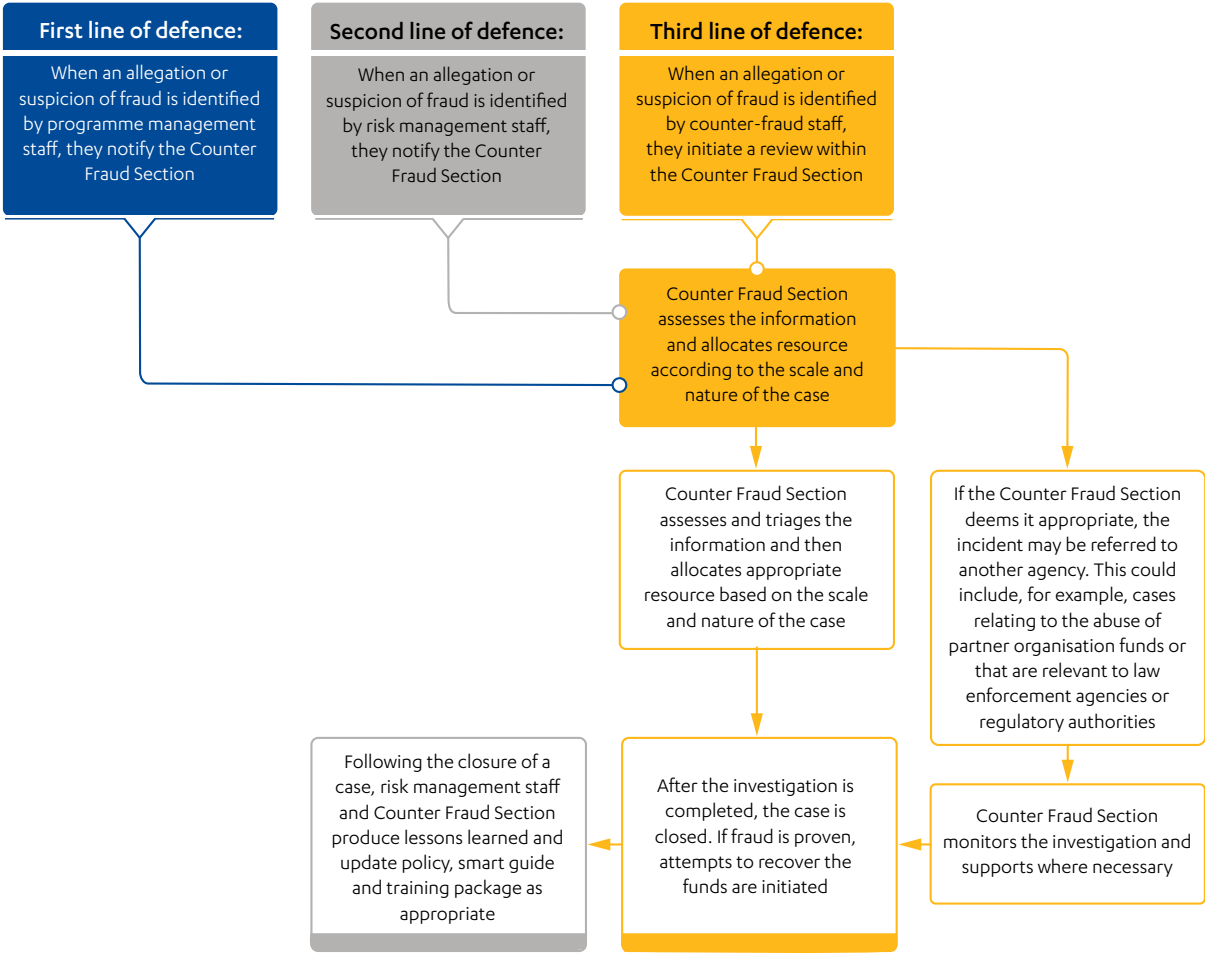 First line of defence:
When an allegation or
suspicion of fraud is identified
by programme management
staff, they notify the Counter
Fraud Section
Second line of defence:
When an allegation or
suspicion of fraud is identified
by risk management staff,
they notify the Counter
Fraud Section
Third line of defence:
When an allegation or
suspicion of fraud is identified
by counter-fraud staff,
they initiate a review within
the Counter Fraud Section
Counter Fraud Section
assesses the information
and allocates resource
according to the scale and
nature of the case
Counter Fraud Section
assesses and triages the
information and then
allocates appropriate
resource based on the scale
and nature of the case
If the Counter Fraud Section
deems it appropriate, the
incident may be referred to
another agency. This could
include, for example, cases
relating to the abuse of
partner organisation funds or
that are relevant to law
enforcement agencies or
regulatory authorities
Following the closure of a
case, risk management staff
and Counter Fraud Section
produce lessons learned and
update policy, smart guide
and training package as
appropriate
After the investigation is
completed, the case is
closed. If fraud is proven,
attempts to recover the
funds are initiated
Counter Fraud Section
monitors the investigation and
supports where necessary